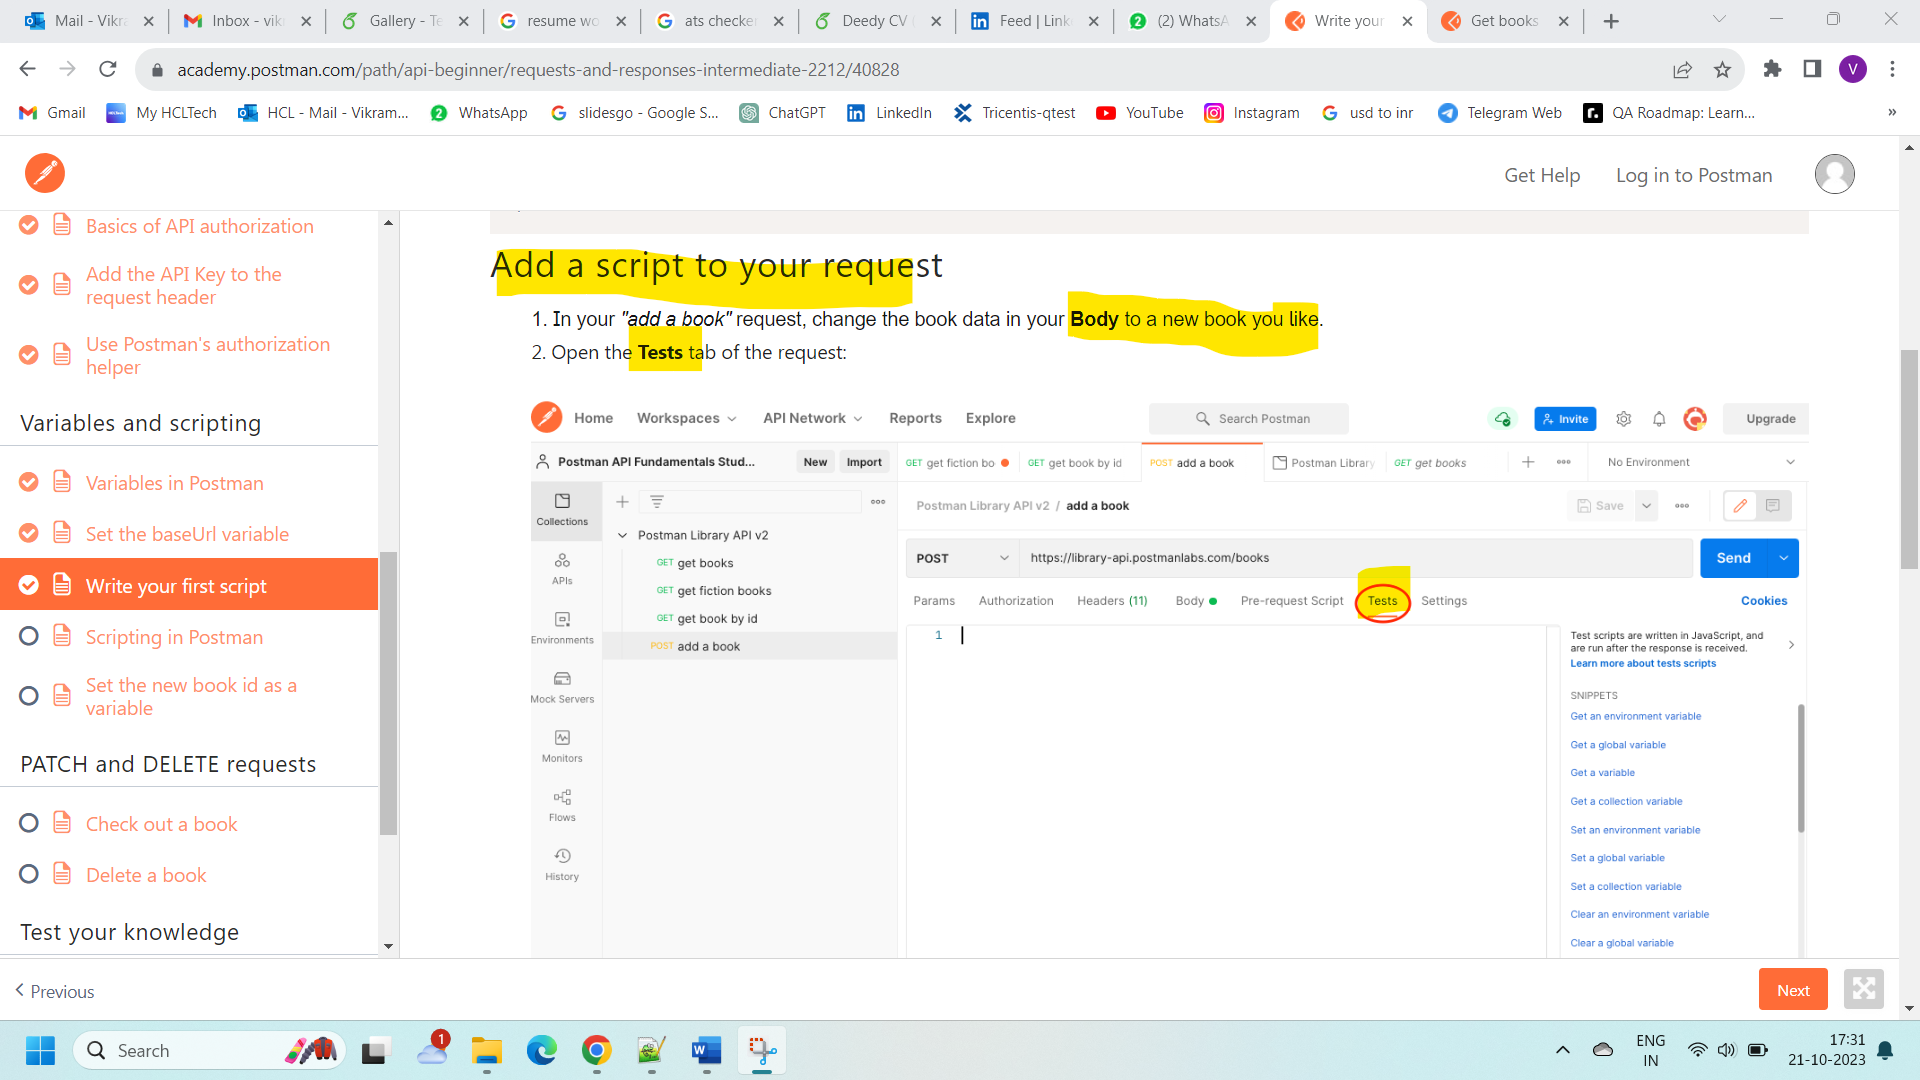 Mail - Vikra
Inbox - vik
Gallery - Te
resume wo
ats checke
Deedy CV
Feed | Link
(2) WhatsA
Write your
Get books
academy.postman.com/path/api-beginner/requests-and-responses-intermediate-2212/40828
V
Gmail
My HCLTech
HCL - Mail - Vikram...
WhatsApp
slidesgo - Google S...
ChatGPT
LinkedIn
Tricentis-qtest
YouTube
Instagram
usd to inr
Telegram Web
QA Roadmap: Learn...
»
Get Help
Log in to Postman
Basics of API authorization
Add the API Key to the
request header
Use Postman's authorization
helper
Variables and scripting
Variables in Postman
Set the baseUrl variable
Write your first script
Scripting in Postman
Set the new book id as a
variable
PATCH and DELETE requests
Check out a book
Delete a book
Test your knowledge
Add a script to your request
1. In your "add a book" request, change the book data in your Body to a new book you like.
2. Open the Tests tab of the request:
Home
Workspaces
API Network
Reports
Explore
Search Postman
Invite
Upgrade
Postman API Fundamentals Stud...
New
Import
GET get fiction bo
GET get book by id
POST add a book
Postman Library
GET get books
No Environment
Collections
APIs
Environments
Mock Servers
Monitors
Flows
History
Postman Library API v2
GET get books
GET get fiction books
GET get book by id
POST add a book
Postman Library API v2 / add a book
Save
POST
https://library-api.postmanlabs.com/books
Send
Params
Authorization
Headers (11)
Body
Pre-request Script
Tests
Settings
Cookies
1
Test scripts are written in JavaScript, and
are run after the response is received.
Learn more about tests scripts
SNIPPETS
Get an environment variable
Get a global variable
Get a variable
Get a collection variable
Set an environment variable
Set a global variable
Set a collection variable
Clear an environment variable
Clear a global variable
Previous
Next
Search
1
ENG
IN
17:31
21-10-2023